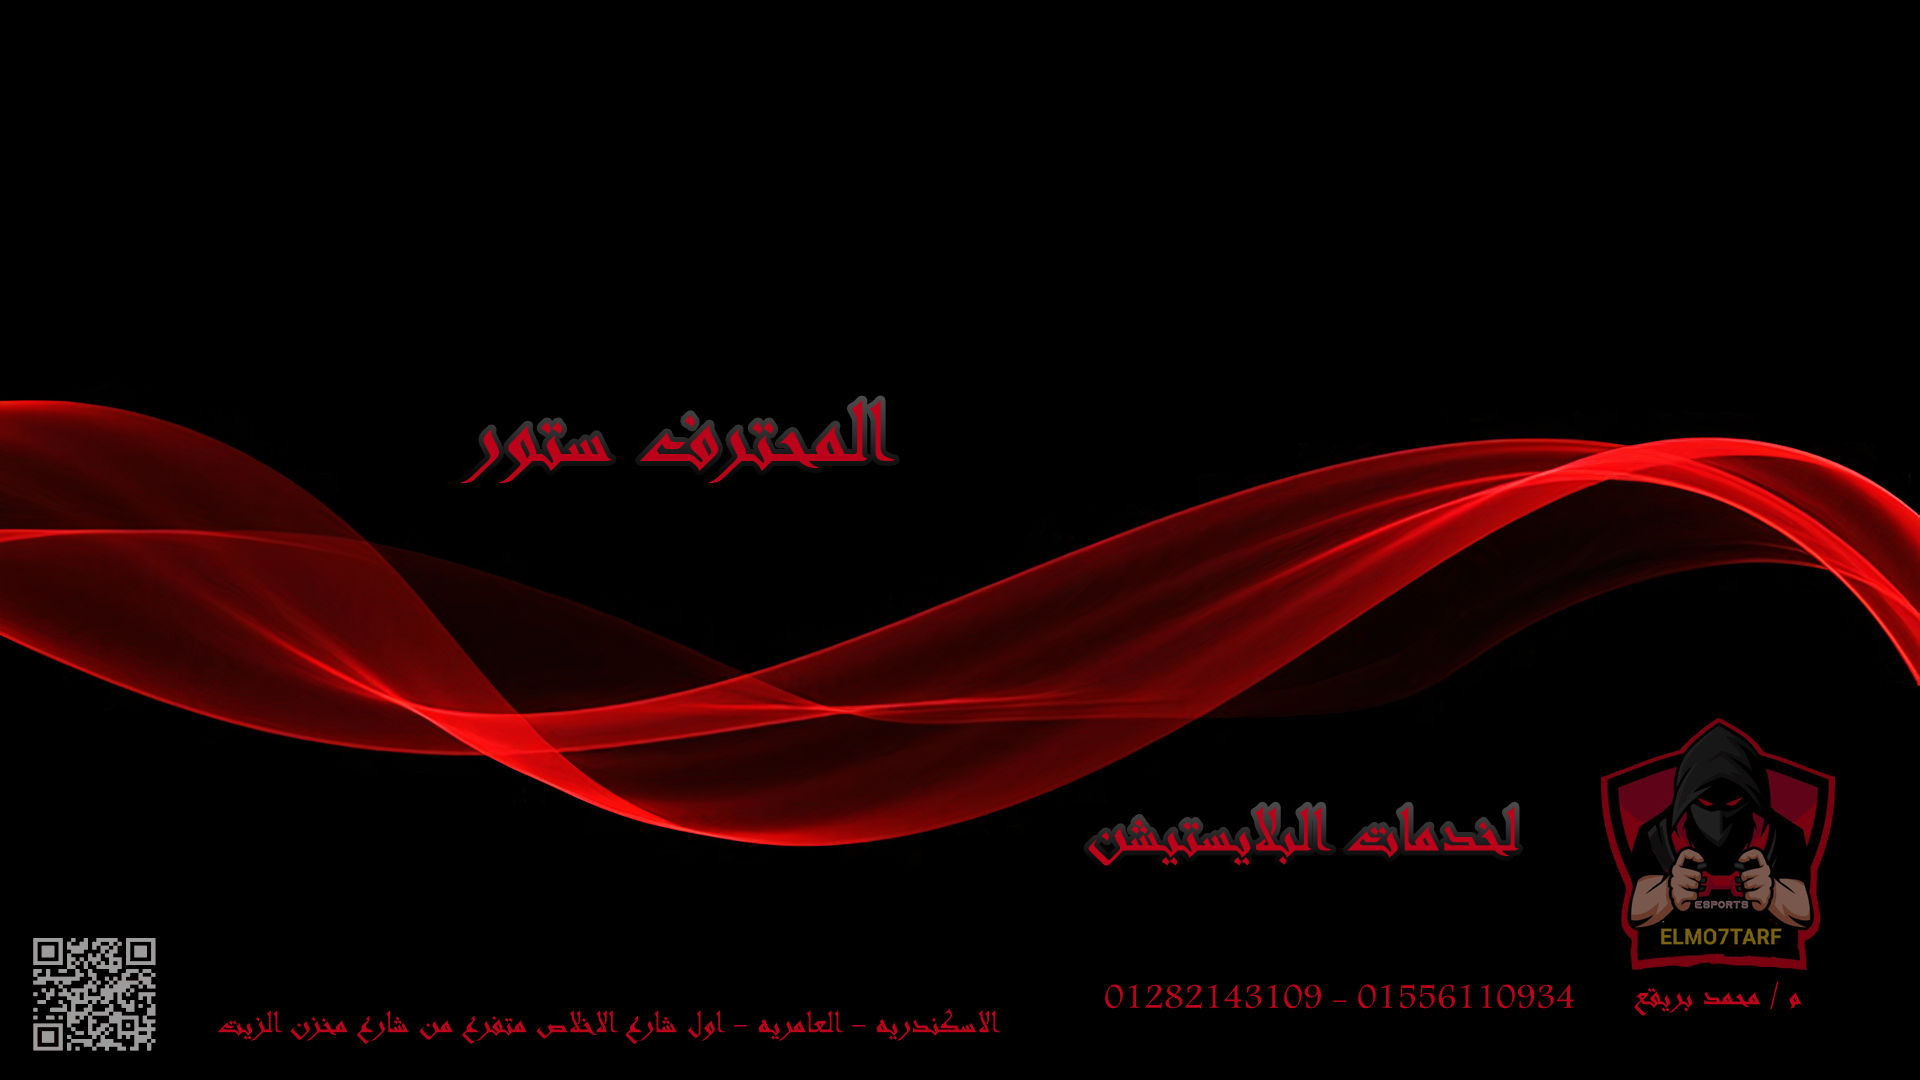 المحترف ستور
لخدمات البلايستيشن
ESPORTS
ELMO7TARF
01282143109 - 01556110934
م / محمد بريقع
الاسكندريه - العامريه - اول شارع الاخلاص متفرع من شارع مخزن الزيت